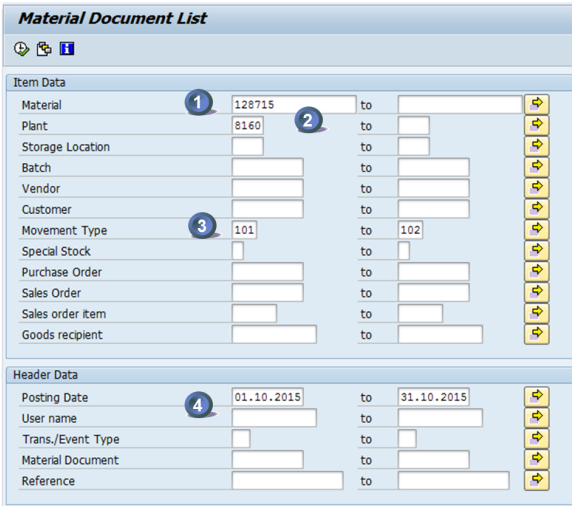 Material Document List
Item Data
1 Material 128715 to
Plant 8160 2 to
Storage Location to
Batch to
Vendor to
Customer to
Movement Type 3 101 to 102
Special Stock to
Purchase Order to
Sales Order to
Sales order item to
Goods recipient to
Header Data
Posting Date 4 01.10.2015 to 31.10.2015
User name to
Trans./Event Type to
Material Document to
Reference to